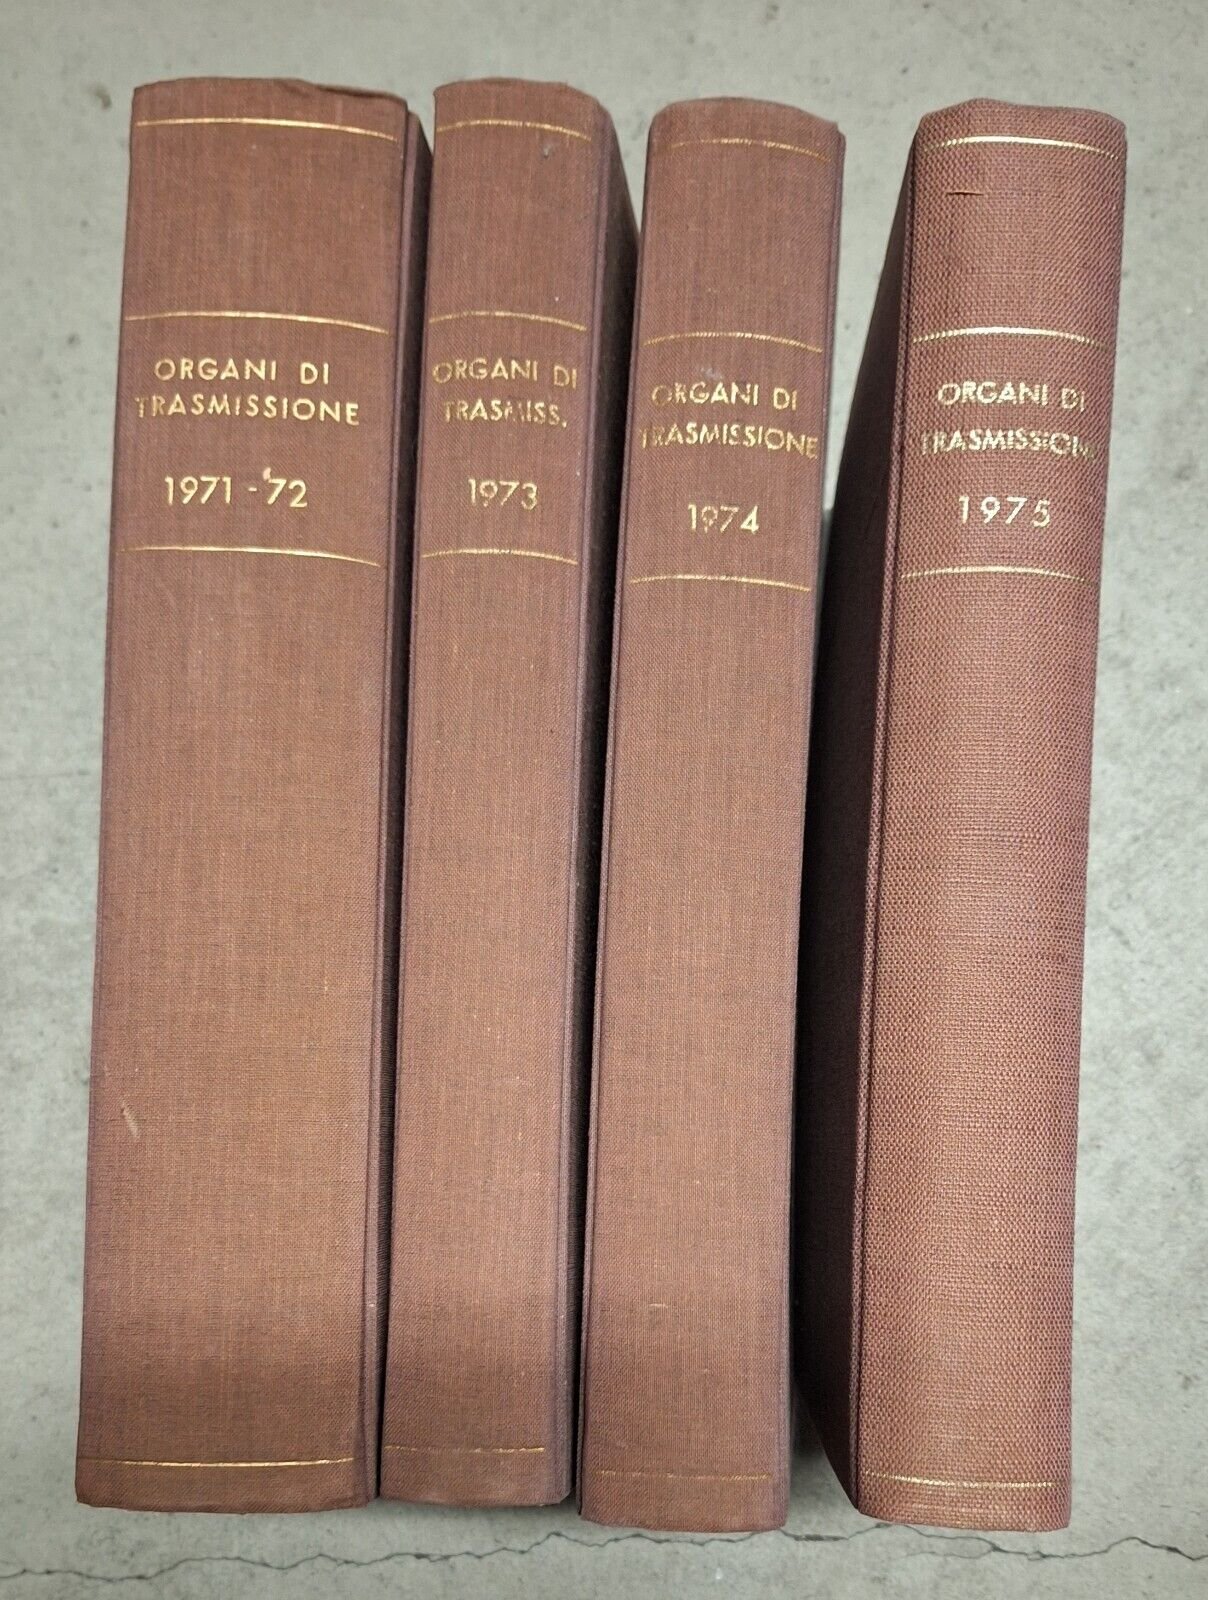 ORGANI DI
TRASMISSIONE
1971 - '72
ORGANI DI
TRASMISS.
1973
ORGANI DI
TRASMISSIONE
1974
ORGANI DI
TRASMISSIONE
1975